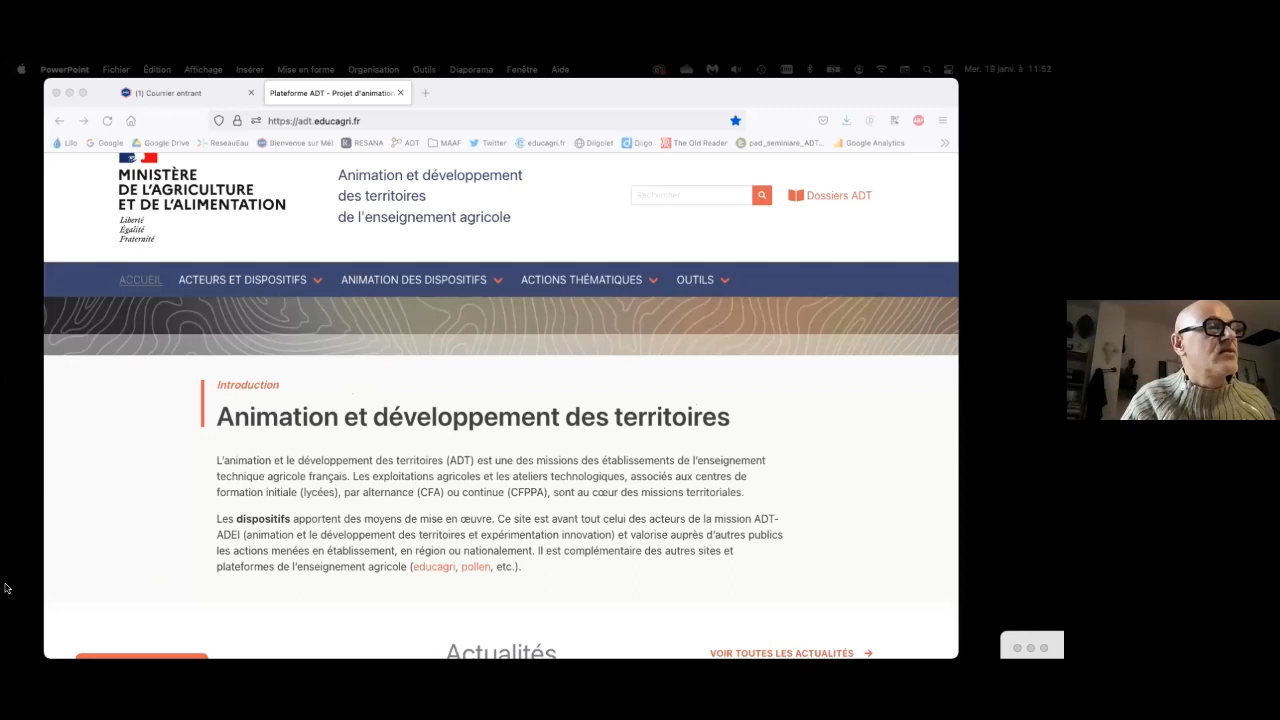 PowerPoint Fichier Édition Affichage Insérer Mise en forme Organisation Outils Diaporama Fenêtre Aide Mer. 19 janv. à 11:52
(1) Courrier entrant Plateforme ADT - Projet d'animation
https://adt.educagri.fr
Lilo Google Google Drive ReseauEau Bienvenue sur Mél RESANA ADT MAAF Twitter educagri.fr Diigolet Diigo The Old Reader pad_seminiare_ADT... Google Analytics
MINISTÈRE
DE L'AGRICULTURE
ET DE L'ALIMENTATION
Liberté
Égalité
Fraternité
Animation et développement
des territoires
de l'enseignement agricole
Rechercher
Dossiers ADT
ACCUEIL ACTEURS ET DISPOSITIFS ANIMATION DES DISPOSITIFS ACTIONS THÉMATIQUES OUTILS
Introduction
Animation et développement des territoires
L'animation et le développement des territoires (ADT) est une des missions des établissements de l'enseignement
technique agricole français. Les exploitations agricoles et les ateliers technologiques, associés aux centres de
formation initiale (lycées), par alternance (CFA) ou continue (CFPPA), sont au cœur des missions territoriales.
Les dispositifs apportent des moyens de mise en œuvre. Ce site est avant tout celui des acteurs de la mission ADT-
ADEI (animation et le développement des territoires et expérimentation innovation) et valorise auprès d'autres publics
les actions menées en établissement, en région ou nationalement. Il est complémentaire des autres sites et
plateformes de l'enseignement agricole (educagri, pollen, etc.).
Actualités
VOIR TOUTES LES ACTUALITÉS